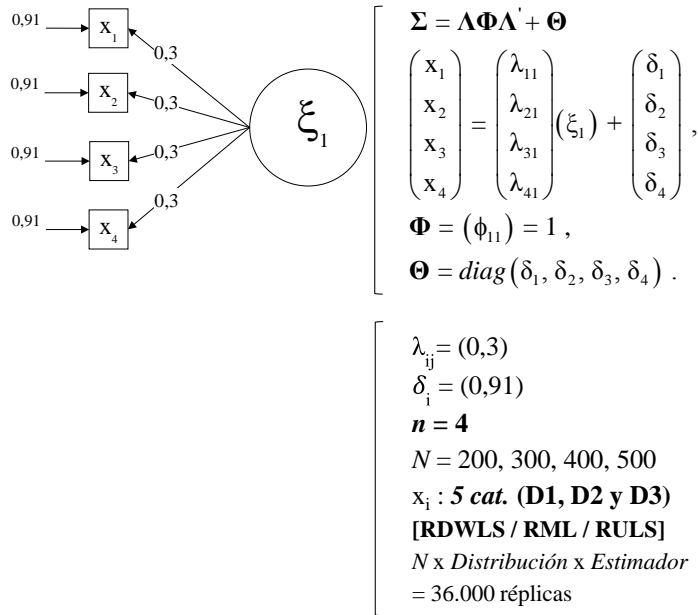 0,91 x₁ 0,3
0,91 x₂ 0,3
ξ₁
0,91 x₃ 0,3
0,91 x₄ 0,3
Σ = ΛΦΛ' + Θ
x₁ λ₁₁ δ₁
x₂ λ₂₁ δ₂
= (ξ₁) + ,
x₃ λ₃₁ δ₃
x₄ λ₄₁ δ₄
Φ = (ϕ₁₁) = 1 ,
Θ = diag(δ₁, δ₂, δ₃, δ₄) .
λᵢⱼ = (0,3)
δᵢ = (0,91)
n = 4
N = 200, 300, 400, 500
xᵢ : 5 cat. (D1, D2 y D3)
[RDWLS / RML / RULS]
N x Distribución x Estimador
= 36.000 réplicas